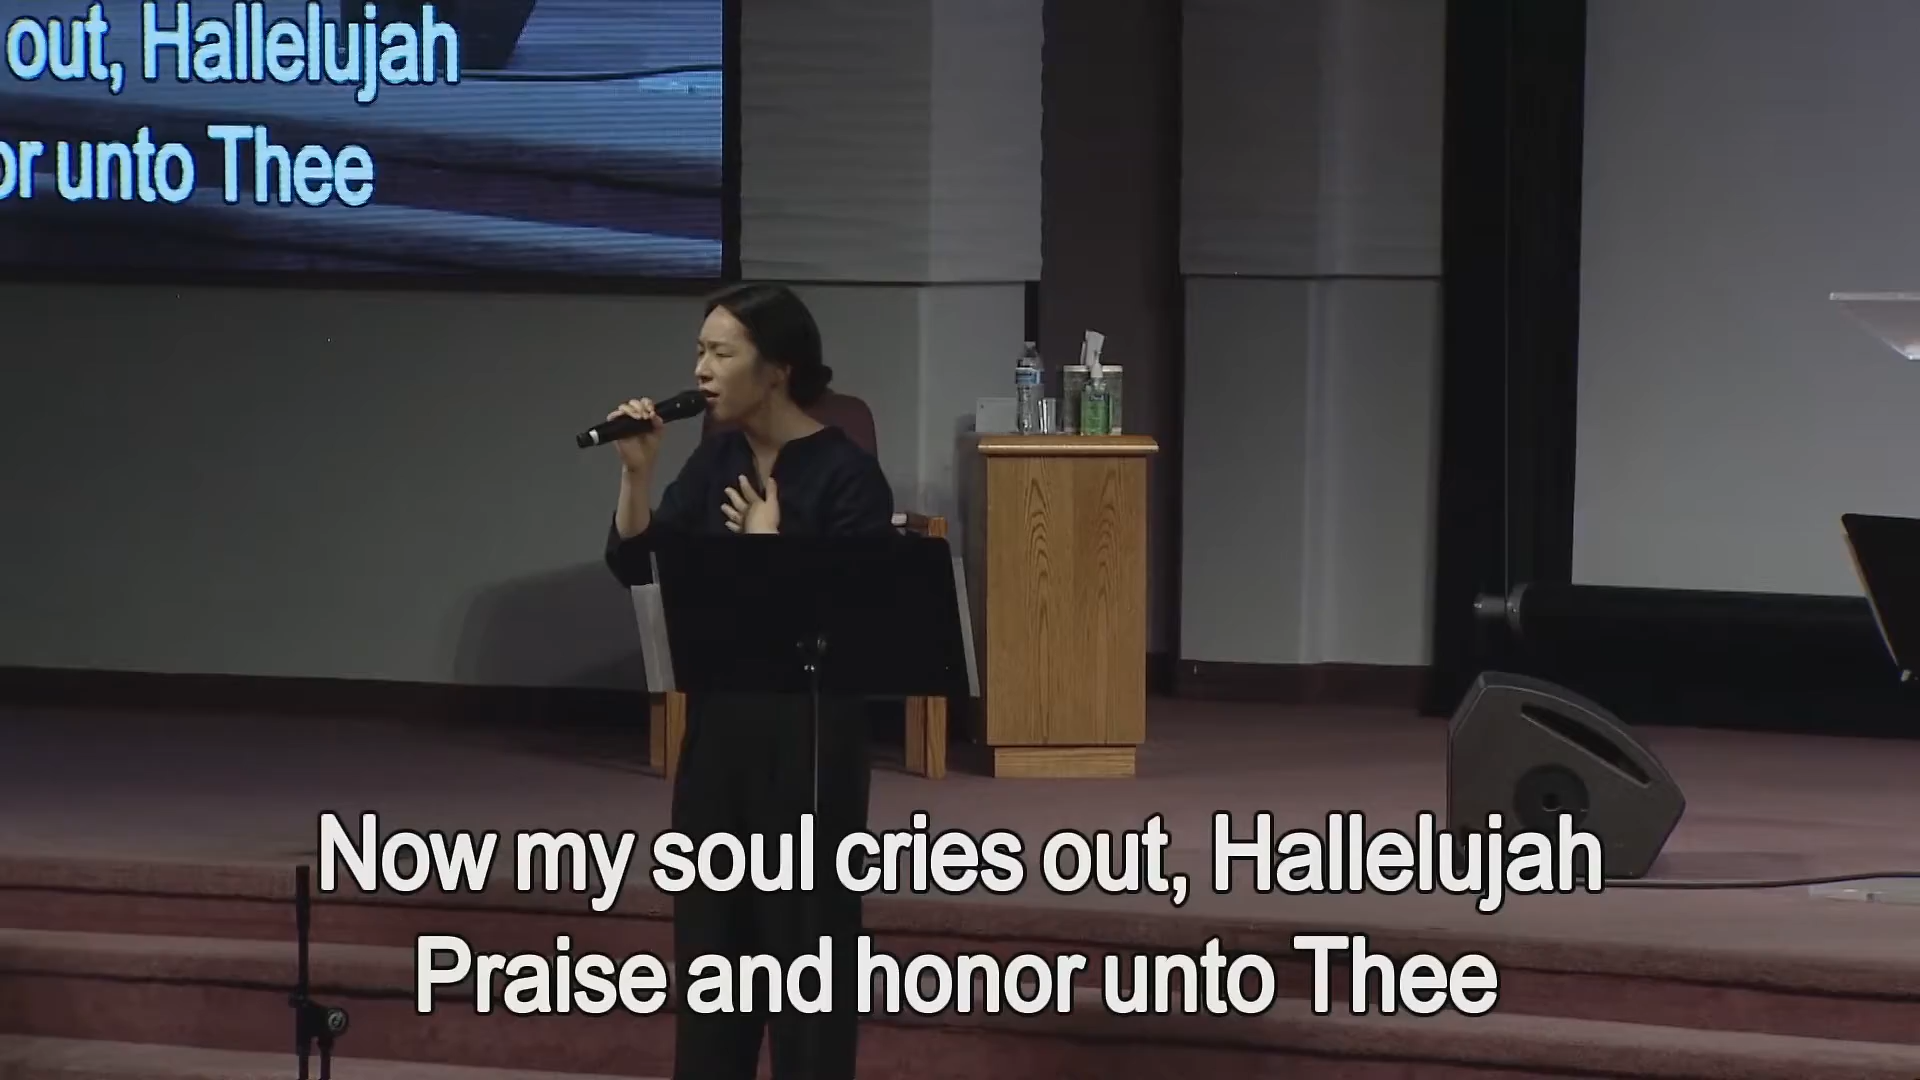 out, Hallelujah
or unto Thee
Now my soul cries out, Hallelujah
Praise and honor unto Thee